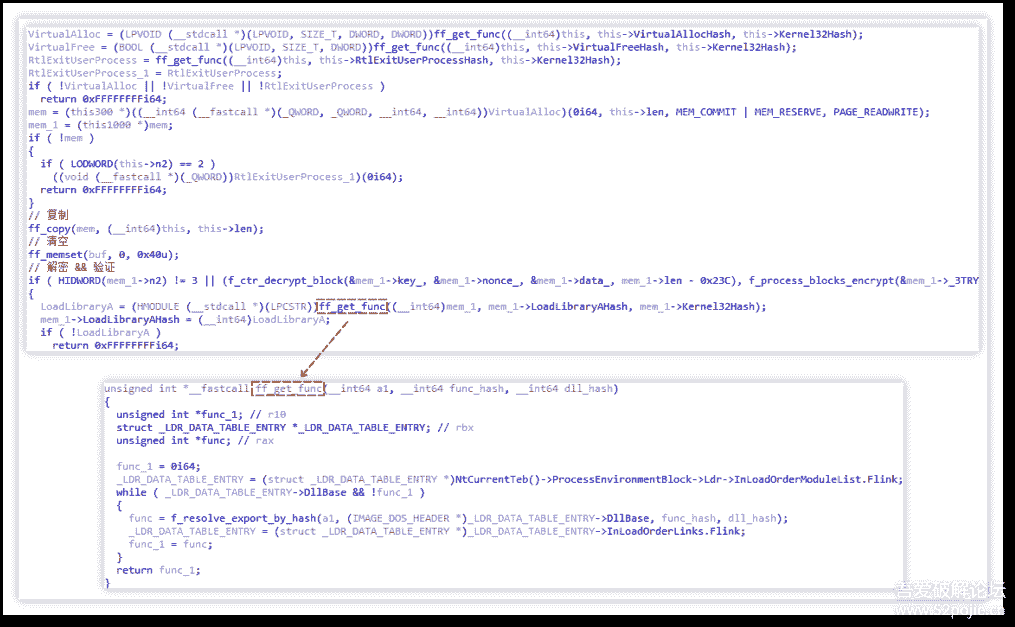 VirtualAlloc = (LPVOID (__stdcall *)(LPVOID, SIZE_T, DWORD, DWORD))ff_get_func((__int64)this, this->VirtualAllocHash, this->Kernel32Hash);
VirtualFree = (BOOL (__stdcall *)(LPVOID, SIZE_T, DWORD))ff_get_func((__int64)this, this->VirtualFreeHash, this->Kernel32Hash);
RtlExitUserProcess = ff_get_func((__int64)this, this->RtlExitUserProcessHash, this->Kernel32Hash);
RtlExitUserProcess_1 = RtlExitUserProcess;
if ( !VirtualAlloc || !VirtualFree || !RtlExitUserProcess )
return 0xFFFFFFFFi64;
mem = (this300 *)((__int64 (__fastcall *)(_QWORD, _QWORD, __int64, __int64))VirtualAlloc)(0i64, this->len, MEM_COMMIT | MEM_RESERVE, PAGE_READWRITE);
mem_1 = (this1000 *)mem;
if ( !mem )
{
if ( LODWORD(this->n2) == 2 )
((void (__fastcall *)(_QWORD))RtlExitUserProcess_1)(0i64);
return 0xFFFFFFFFi64;
}
// 复制
ff_copy(mem, (__int64)this, this->len);
// 清空
ff_memset(buf, 0, 0x40u);
// 解密 && 验证
if ( HIDWORD(mem_1->n2) != 3 || (f_ctr_decrypt_block(&mem_1->key_, &mem_1->nonce_, &mem_1->data_, mem_1->len - 0x23C), f_process_blocks_encrypt(&mem_1->_3TRY
{
LoadLibraryA = (HMODULE (__stdcall *)(LPCSTR))ff_get_func((__int64)mem_1, mem_1->LoadLibraryAHash, mem_1->Kernel32Hash);
mem_1->LoadLibraryAHash = (__int64)LoadLibraryA;
if ( !LoadLibraryA )
return 0xFFFFFFFFi64;
unsigned int *__fastcall ff_get_func(__int64 a1, __int64 func_hash, __int64 dll_hash)
{
unsigned int *func_1; // r10
struct _LDR_DATA_TABLE_ENTRY *_LDR_DATA_TABLE_ENTRY; // rbx
unsigned int *func; // rax
func_1 = 0i64;
_LDR_DATA_TABLE_ENTRY = (struct _LDR_DATA_TABLE_ENTRY *)NtCurrentTeb()->ProcessEnvironmentBlock->Ldr->InLoadOrderModuleList.Flink;
while ( _LDR_DATA_TABLE_ENTRY->DllBase && !func_1 )
{
func = f_resolve_export_by_hash(a1, (IMAGE_DOS_HEADER *)_LDR_DATA_TABLE_ENTRY->DllBase, func_hash, dll_hash);
_LDR_DATA_TABLE_ENTRY = (struct _LDR_DATA_TABLE_ENTRY *)_LDR_DATA_TABLE_ENTRY->InLoadOrderLinks.Flink;
func_1 = func;
}
return func_1;
}
吾爱破解论坛
www.52pojie.cn